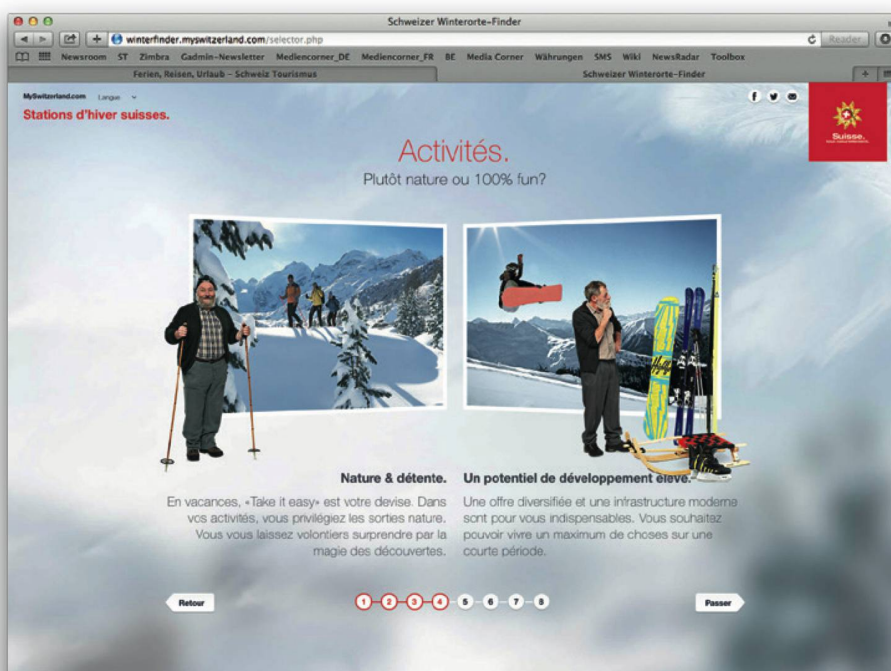 Schweizer Winterorte-Finder
winterfinder.myswitzerland.com/selector.php
Reader
Newsroom ST Zimbra Gadmin-Newsletter Mediencorner_DE Mediencorner_FR BE Media Corner Währungen SMS Wiki NewsRadar Toolbox
Ferien, Reisen, Urlaub – Schweiz Tourismus
Schweizer Winterorte-Finder
MySwitzerland.com Langue
Stations d'hiver suisses.
Suisse.
Activités.
Plutôt nature ou 100% fun?
Nature & détente.
En vacances, «Take it easy» est votre devise. Dans
vos activités, vous privilégiez les sorties nature.
Vous vous laissez volontiers surprendre par la
magie des découvertes.
Un potentiel de développement élevé.
Une offre diversifiée et une infrastructure moderne
sont pour vous indispensables. Vous souhaitez
pouvoir vivre un maximum de choses sur une
courte période.
Retour
1 2 3 4 5 6 7 8
Passer